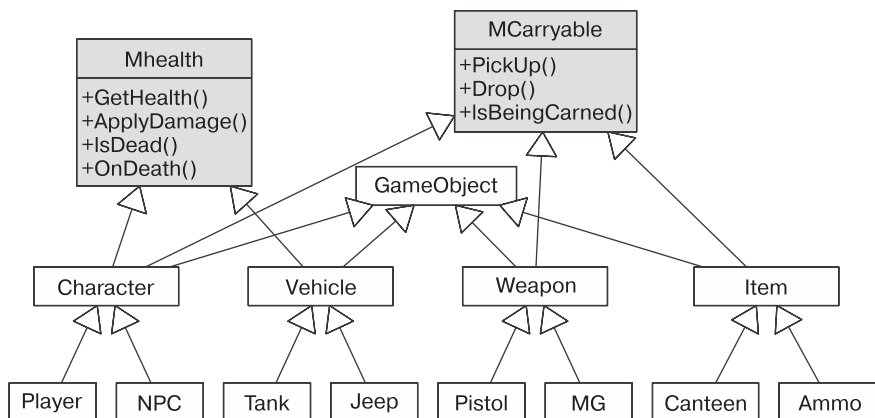 Mhealth
+GetHealth()
+ApplyDamage()
+IsDead()
+OnDeath()
MCarryable
+PickUp()
+Drop()
+IsBeingCarned()
GameObject
Character
Vehicle
Weapon
Item
Player
NPC
Tank
Jeep
Pistol
MG
Canteen
Ammo